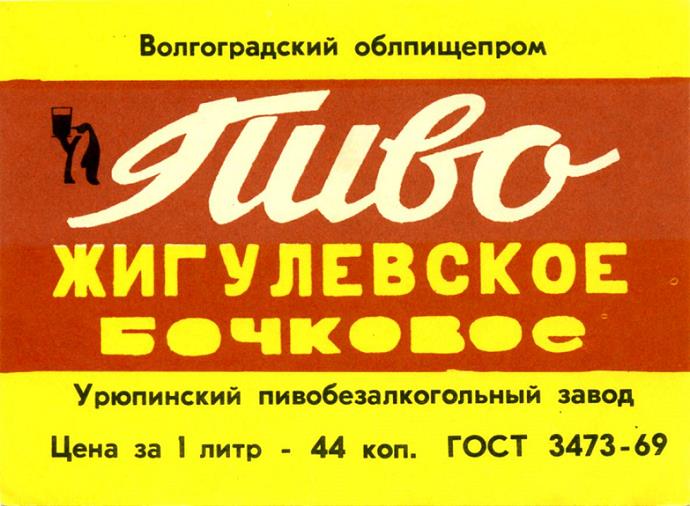 Волгоградский облпищепром
Пиво
ЖИГУЛЕВСКОЕ
БОЧКОВОЕ
Урюпинский пивобезалкогольный завод
Цена за 1 литр - 44 коп. ГОСТ 3473-69